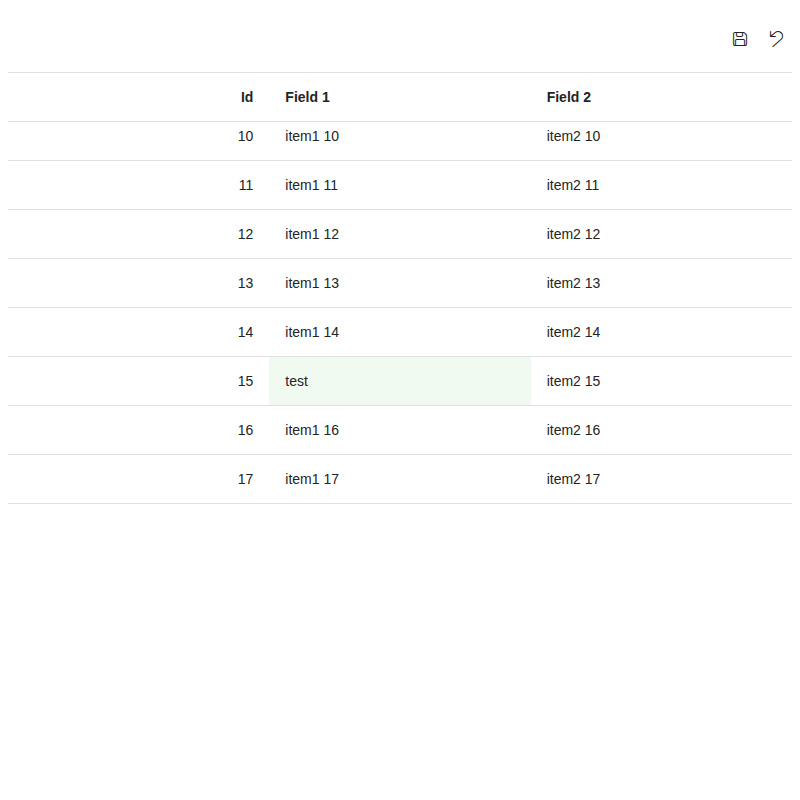 Id Field 1 Field 2
10 item1 10 item2 10
11 item1 11 item2 11
12 item1 12 item2 12
13 item1 13 item2 13
14 item1 14 item2 14
15 test item2 15
16 item1 16 item2 16
17 item1 17 item2 17